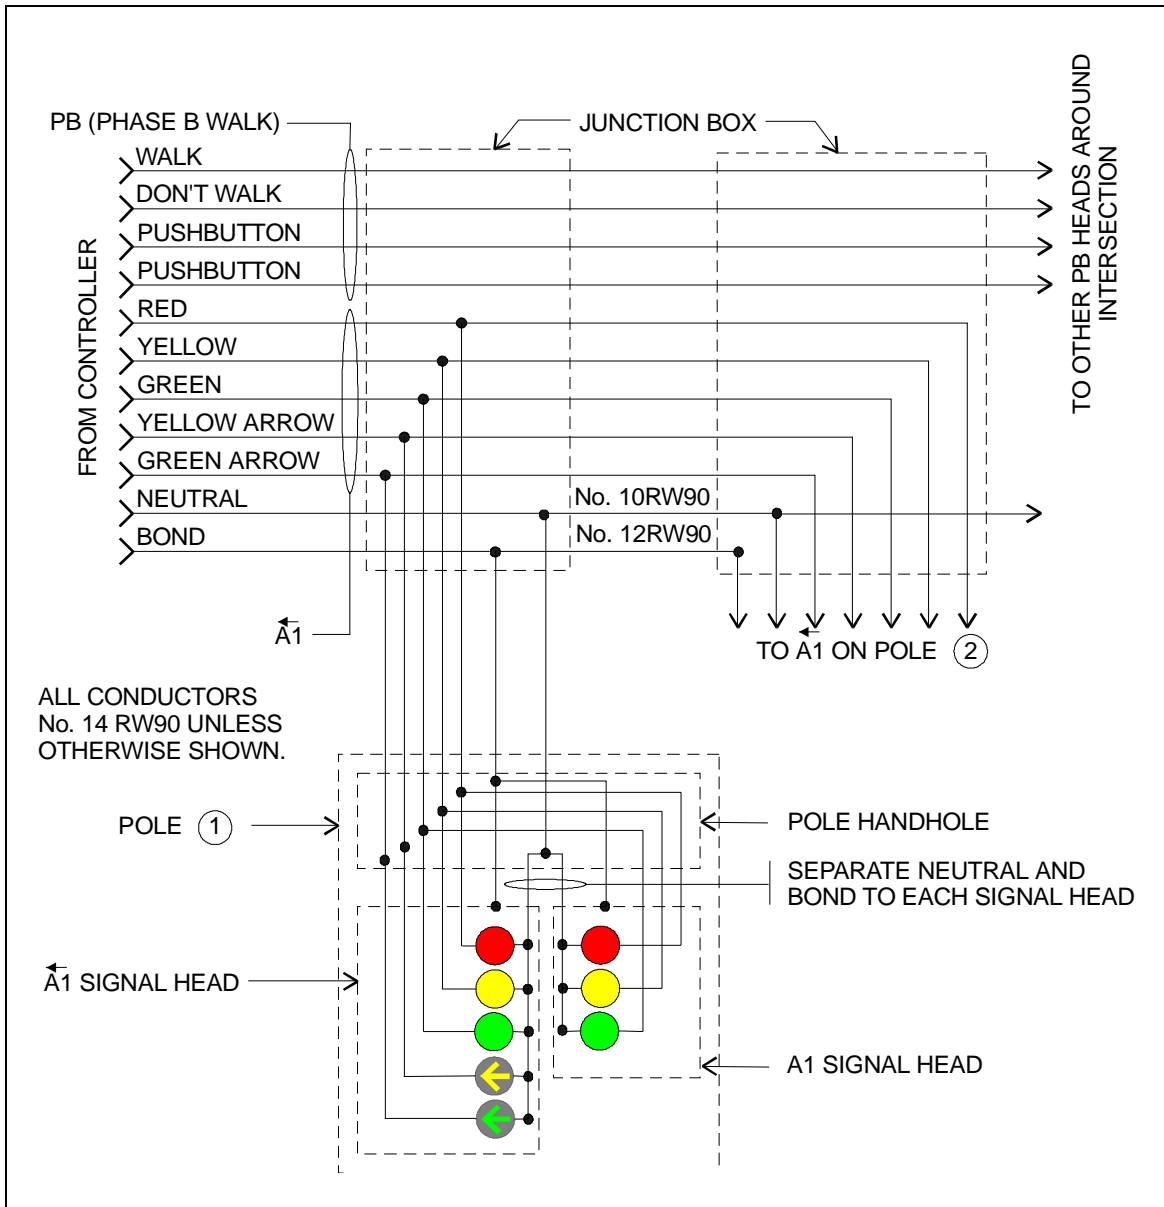 PB (PHASE B WALK)
JUNCTION BOX
TO OTHER PB HEADS AROUND
INTERSECTION
FROM CONTROLLER
WALK
DON'T WALK
PUSHBUTTON
PUSHBUTTON
RED
YELLOW
GREEN
YELLOW ARROW
GREEN ARROW
NEUTRAL
No. 10RW90
BOND
No. 12RW90
A1
TO A1 ON POLE 2
ALL CONDUCTORS
No. 14 RW90 UNLESS
OTHERWISE SHOWN.
POLE 1
POLE HANDHOLE
SEPARATE NEUTRAL AND
BOND TO EACH SIGNAL HEAD
A1 SIGNAL HEAD
A1 SIGNAL HEAD